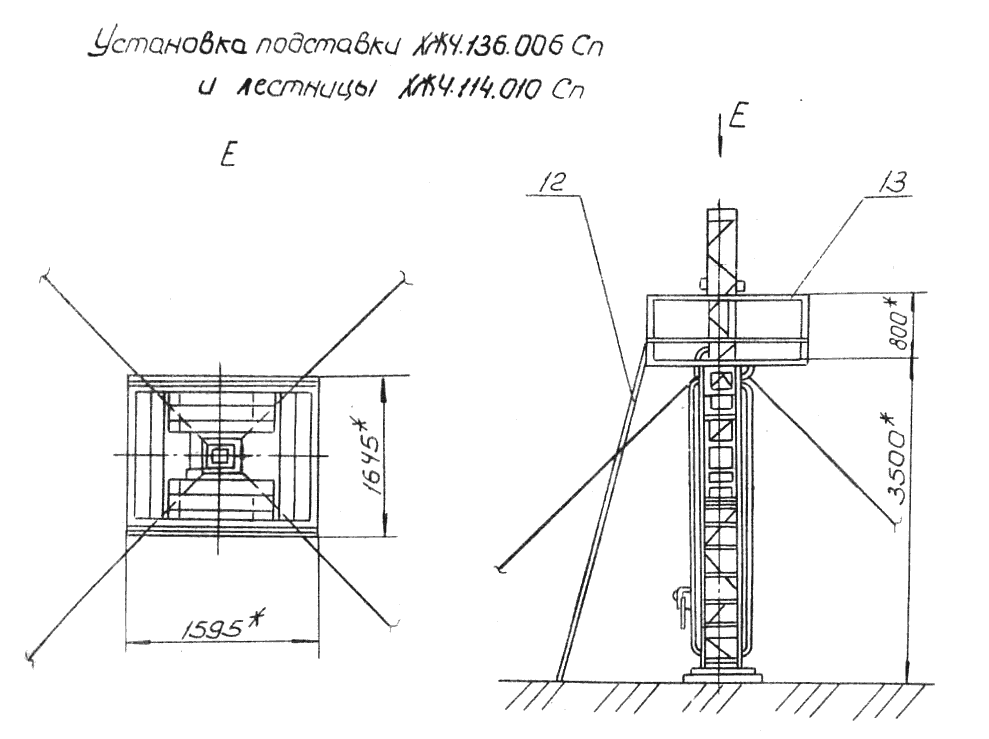 Установка подставки ХЖ4.136.006 Сп
и лестницы ХЖ4.114.010 Сп
Е
Е
12
13
800*
3500*
1645*
1595*